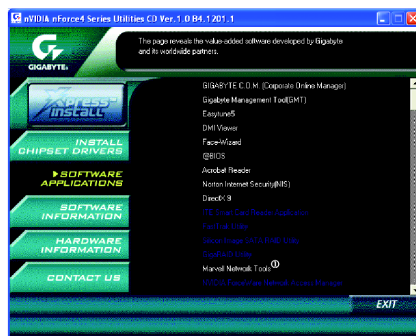 nVIDIA nForce4 Series Utilities CD Ver.1.0 B4.1201.1
The page reveals the value-added software developed by Gigabyte
and its worldwide partners.
GIGABYTE
Xpress
INSTALL
INSTALL
CHIPSET DRIVERS
SOFTWARE
APPLICATIONS
SOFTWARE
INFORMATION
HARDWARE
INFORMATION
CONTACT US
GIGABYTE C.O.M. (Corporate Online Manager)
Gigabyte Management Tool(GMT)
Easytune5
DMI Viewer
Face-Wizard
@BIOS
Acrobat Reader
Norton Internet Security(NIS)
DirectX 9
Marvell Network Tools
EXIT